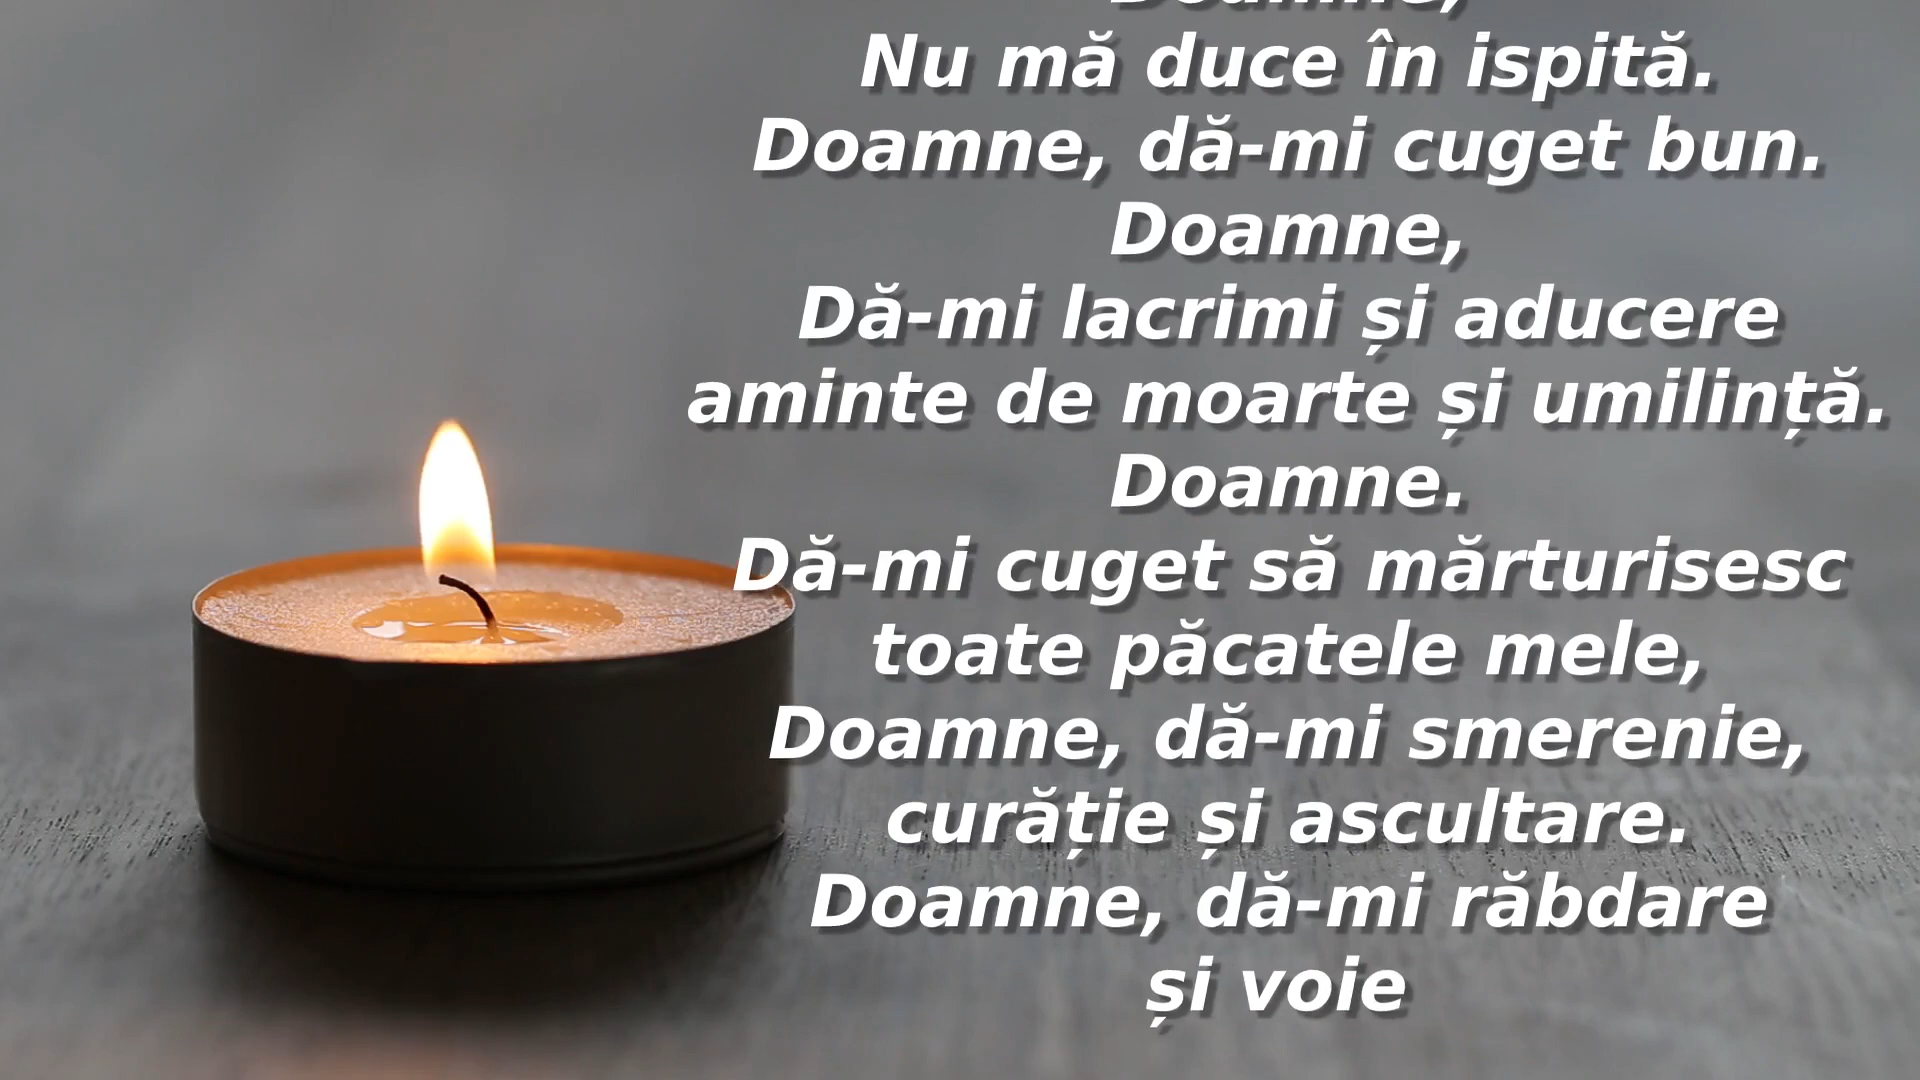 Doamne,
Nu mă duce în ispită.
Doamne, dă-mi cuget bun.
Doamne,
Dă-mi lacrimi și aducere
aminte de moarte și umilință.
Doamne.
Dă-mi cuget să mărturisesc
toate păcatele mele,
Doamne, dă-mi smerenie,
curăție și ascultare.
Doamne, dă-mi răbdare
și voie